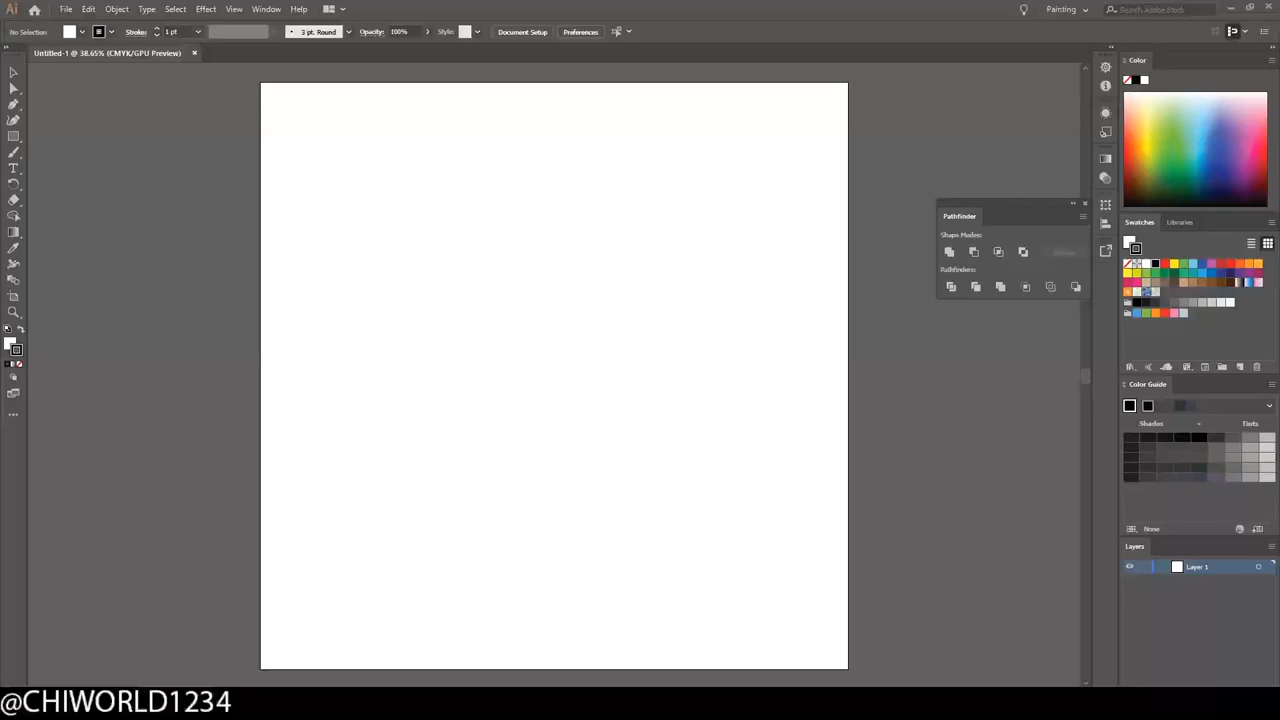 Ai File Edit Object Type Select Effect View Window Help Painting Search Adobe Stock
No Selection Stroke: 1 pt 3 pt. Round Opacity: 100% Style: Document Setup Preferences
Untitled-1 @ 38.65% (CMYK/GPU Preview)
Color
Pathfinder
Shape Modes:
Pathfinders:
Swatches Libraries
Color Guide
Shades Tints
None
Layers
Layer 1
@CHIWORLD1234